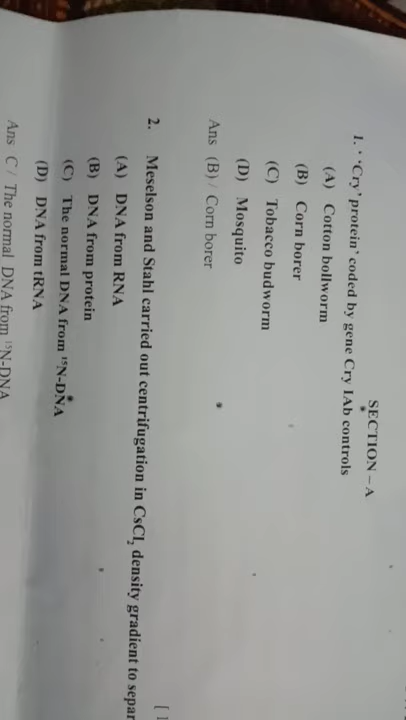 SECTION – A
1. ‘‘Cry’ protein’ coded by gene Cry IAb controls
(A) Cotton bollworm
(B) Corn borer
(C) Tobacco budworm
(D) Mosquito
Ans (B) / Corn borer
[ 1
2. Meselson and Stahl carried out centrifugation in CsCl₂ density gradient to separ
(A) DNA from RNA
(B) DNA from protein
(C) The normal DNA from ¹⁵N-DNA
(D) DNA from tRNA
Ans C / The normal DNA from ¹⁵N-DNA